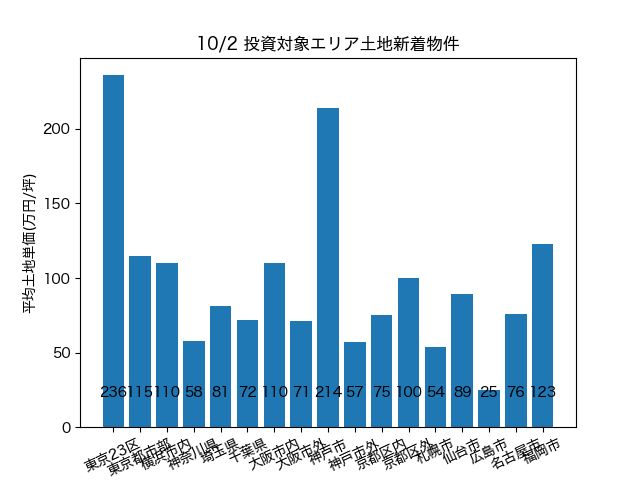 10/2 投資対象エリア土地新着物件
平均土地単価(万円/坪)
200
150
100
50
0
236 115 110 58 81 72 110 71 214 57 75 100 54 89 25 76 123
東京23区 東京都市部 横浜市内 神奈川県 埼玉県 千葉県 大阪市内 大阪市外 神戸市 神戸市外 京都区内 京都区外 札幌市 仙台市 広島市 名古屋市 福岡市